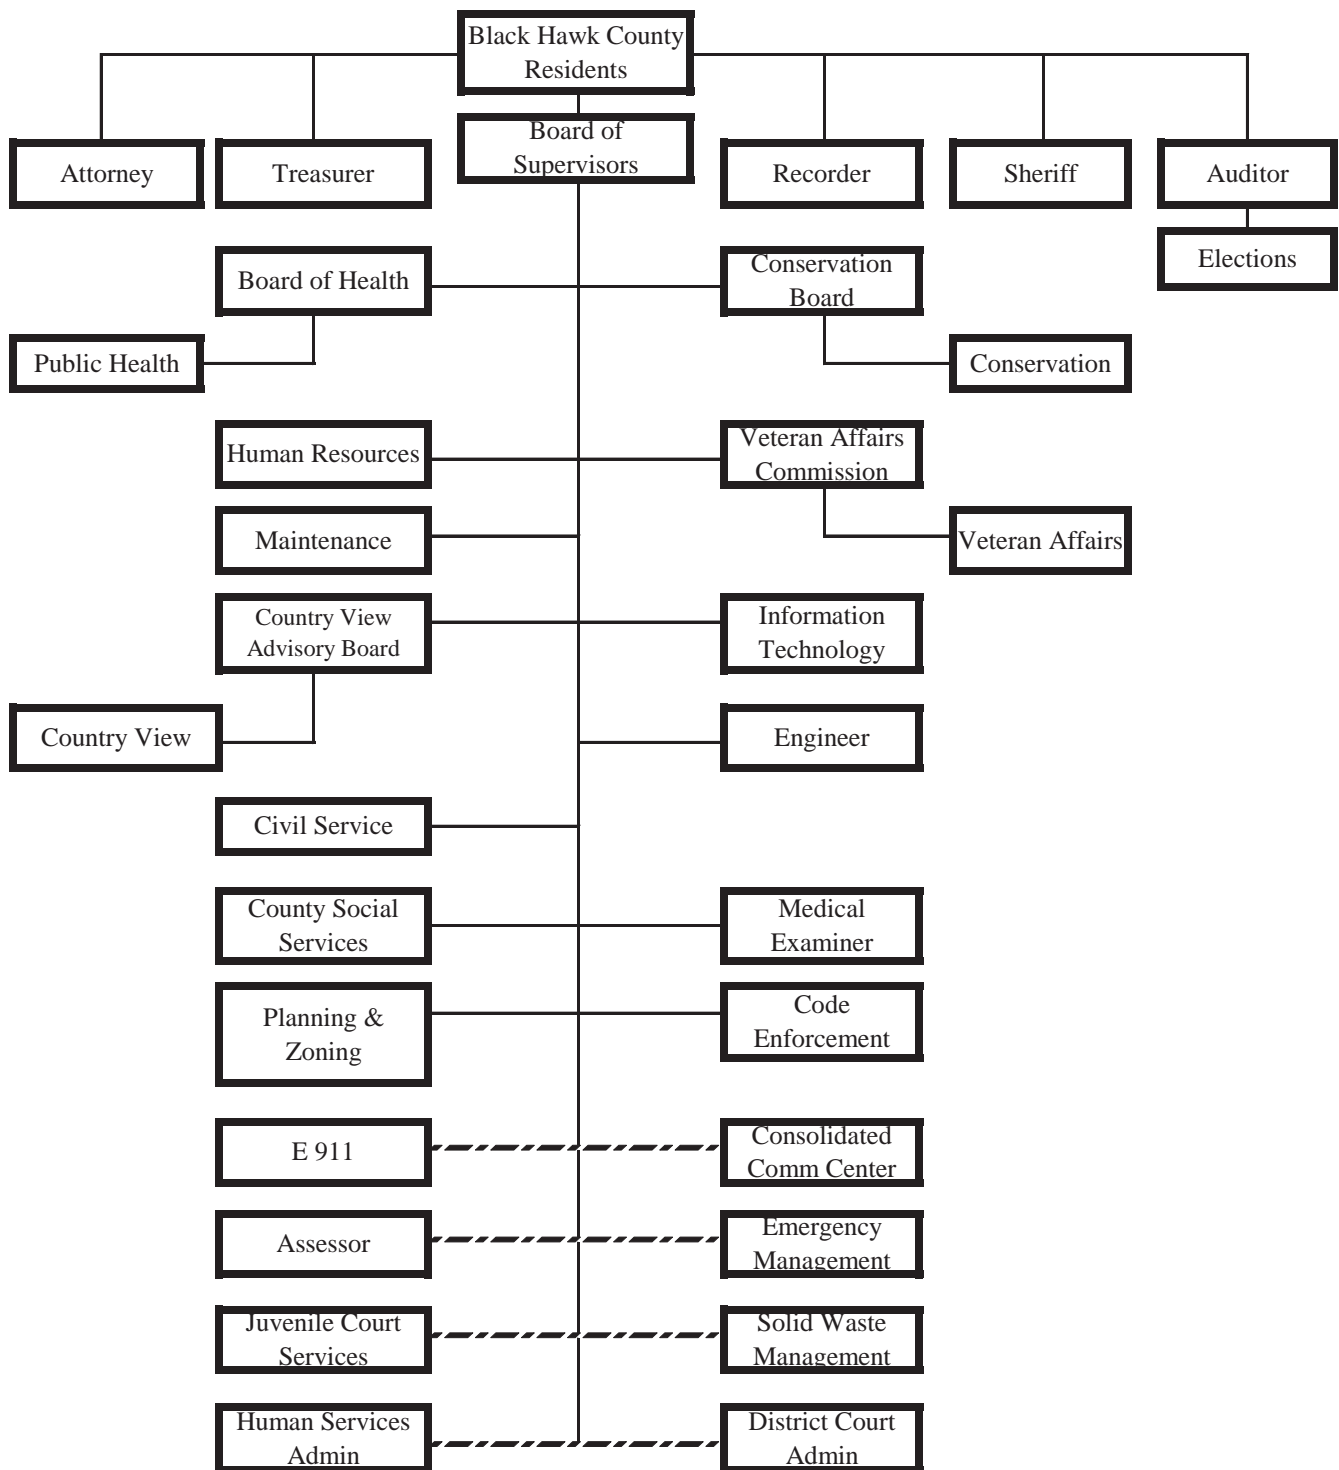 Black Hawk County
Residents
Board of
Supervisors
Attorney
Treasurer
Recorder
Sheriff
Auditor
Elections
Board of Health
Conservation
Board
Public Health
Conservation
Human Resources
Veteran Affairs
Commission
Maintenance
Veteran Affairs
Country View
Advisory Board
Information
Technology
Country View
Engineer
Civil Service
County Social
Services
Medical
Examiner
Planning &
Zoning
Code
Enforcement
E 911
Consolidated
Comm Center
Assessor
Emergency
Management
Juvenile Court
Services
Solid Waste
Management
Human Services
Admin
District Court
Admin